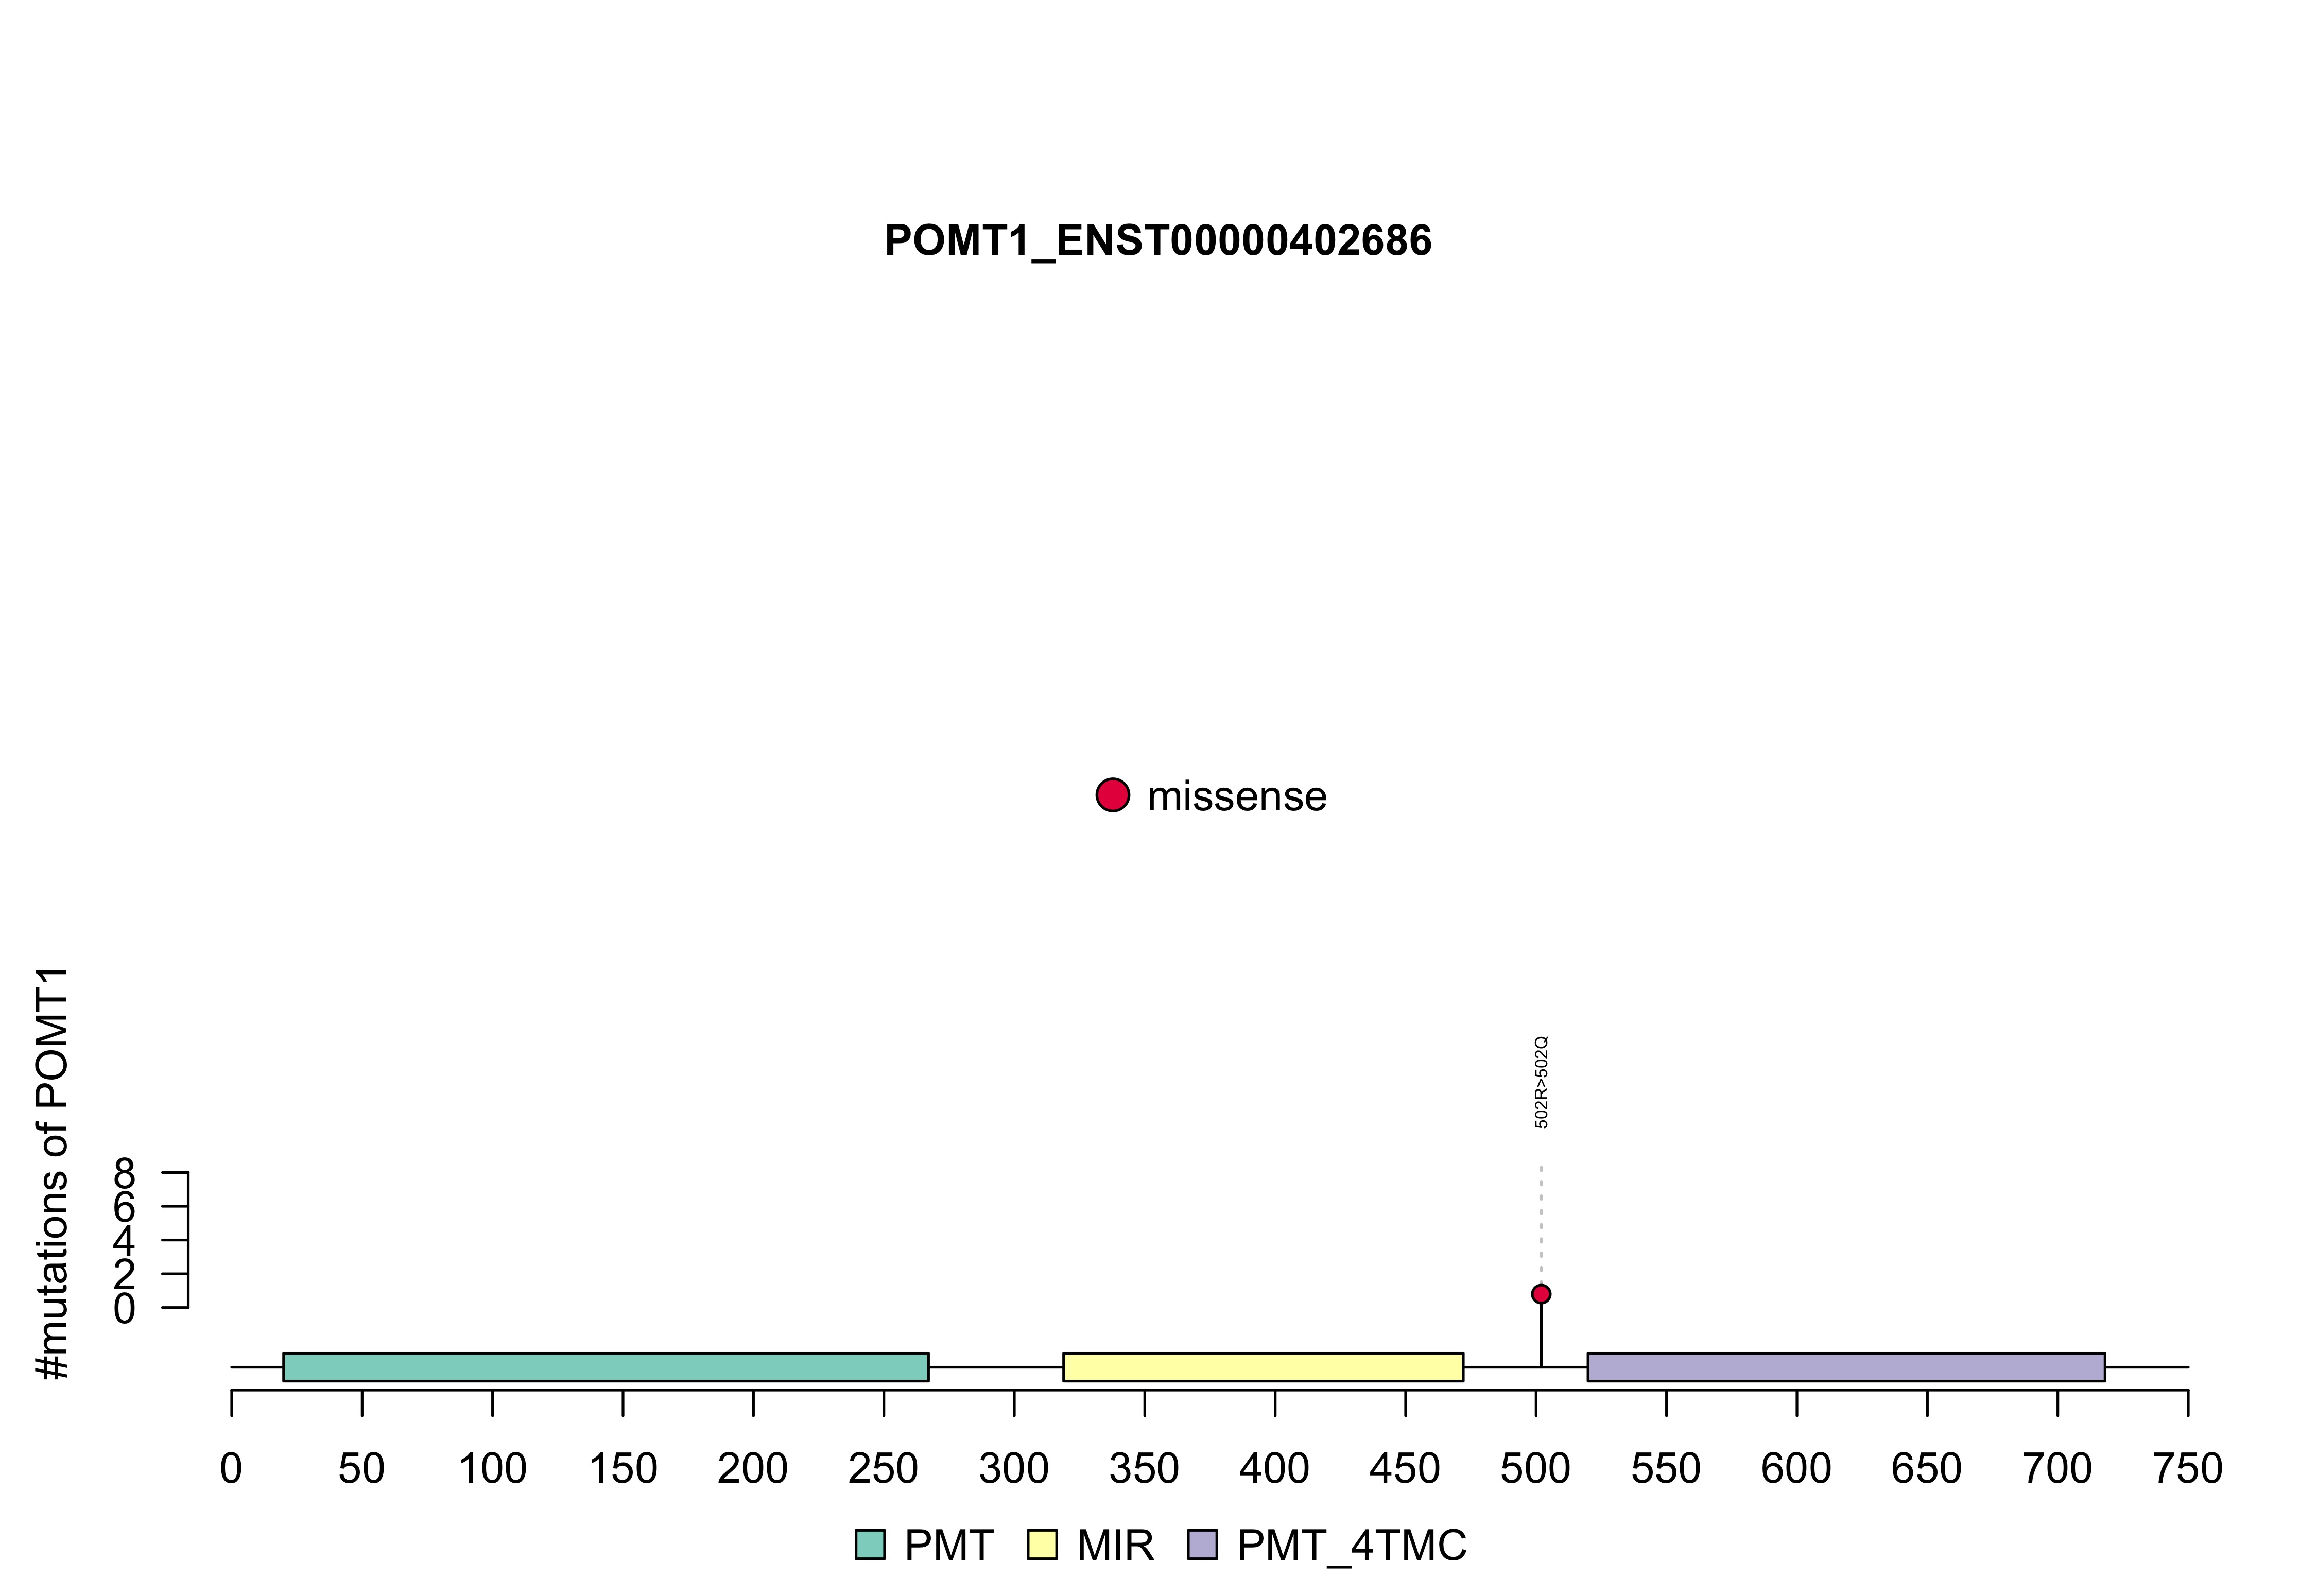 POMT1_ENST00000402686
missense
#mutations of POMT1
502R>502Q
8
6
4
2
0
0 50 100 150 200 250 300 350 400 450 500 550 600 650 700 750
PMT MIR PMT_4TMC